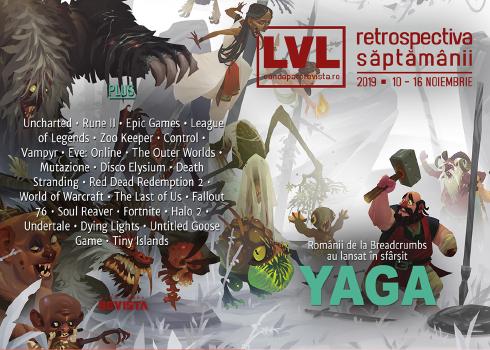 LVL
candaparerevista.ro
retrospectiva
săptămânii
2019 ▪ 10 - 16 NOIEMBRIE
PLUS
Uncharted • Rune II • Epic Games • League
of Legends • Zoo Keeper • Control •
Vampyr • Eve: Online • The Outer Worlds •
Mutazione • Disco Elysium • Death
Stranding • Red Dead Redemption 2 •
World of Warcraft • The Last of Us • Fallout
76 • Soul Reaver • Fortnite • Halo 2 •
Undertale • Dying Lights • Untitled Goose
Game • Tiny Islands
REVISTA
Românii de la Breadcrumbs
au lansat în sfârșit
YAGA